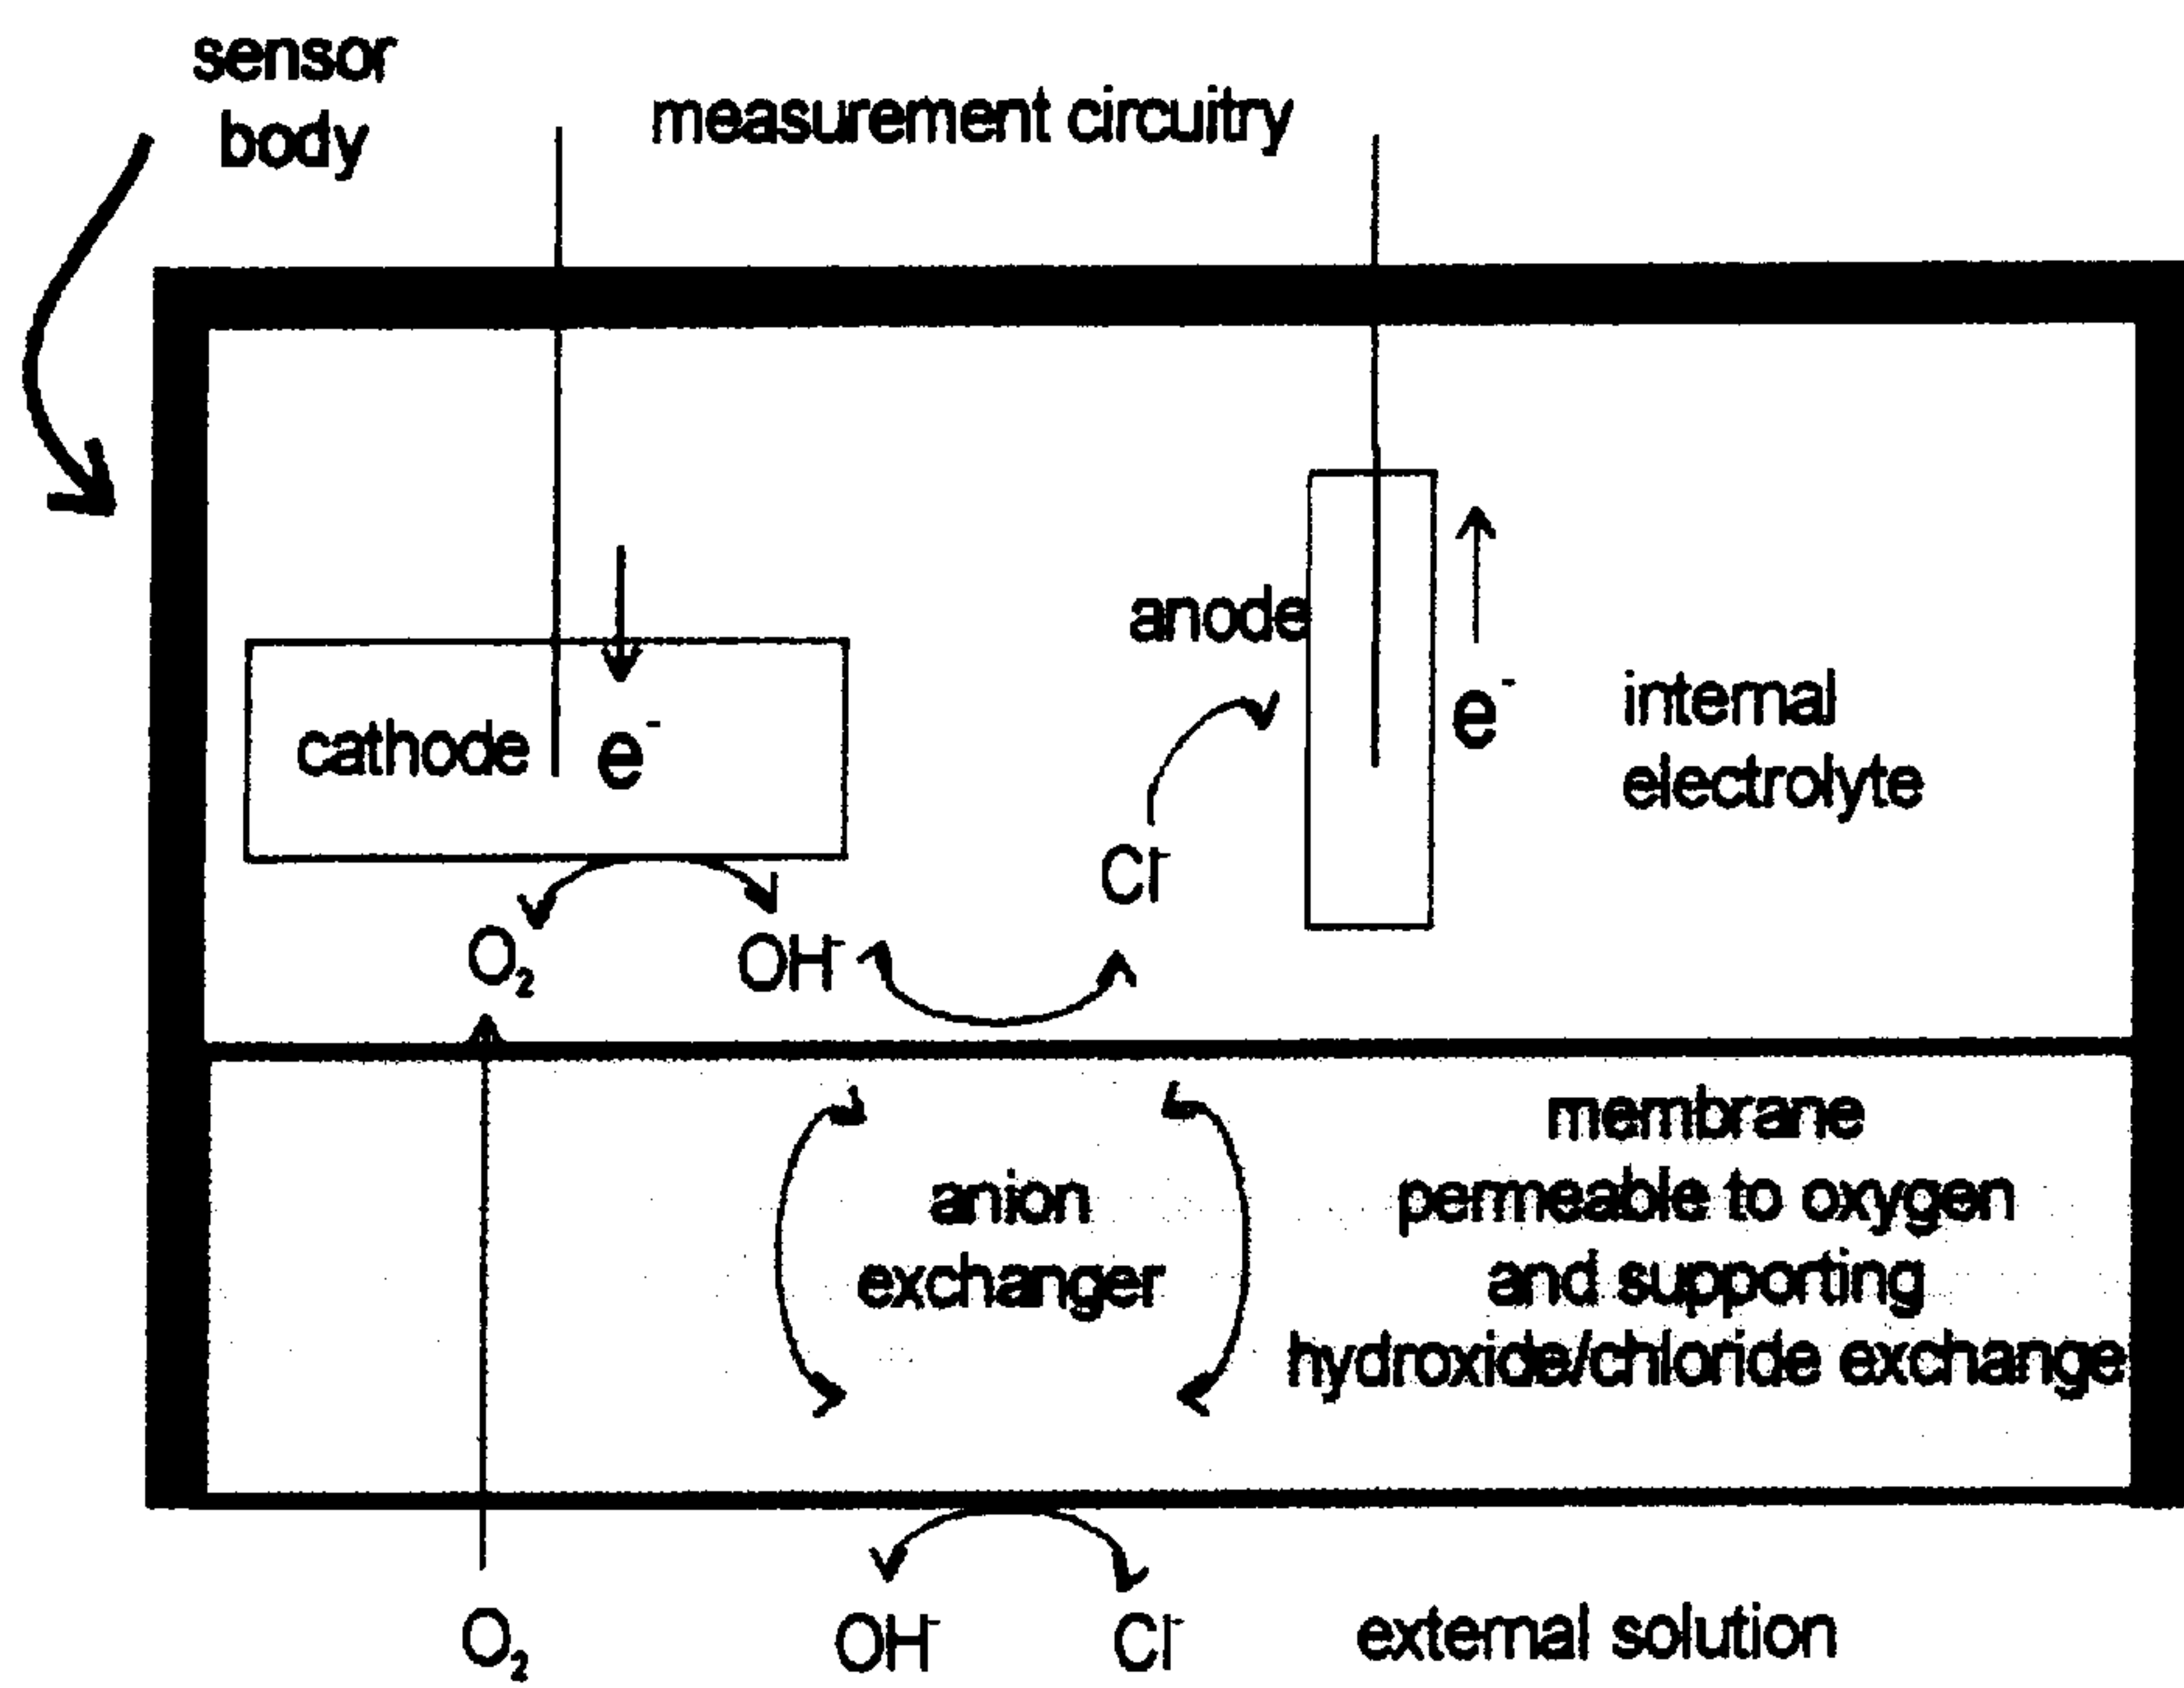 sensor
body
measurement circuitry
anode
cathode
e⁻
e⁻
internal
electrolyte
Cl⁻
O₂
OH⁻
membrane
permeable to oxygen
and supporting
hydroxide/chloride exchange
anion
exchanger
O₂
OH⁻
Cl⁻
external solution